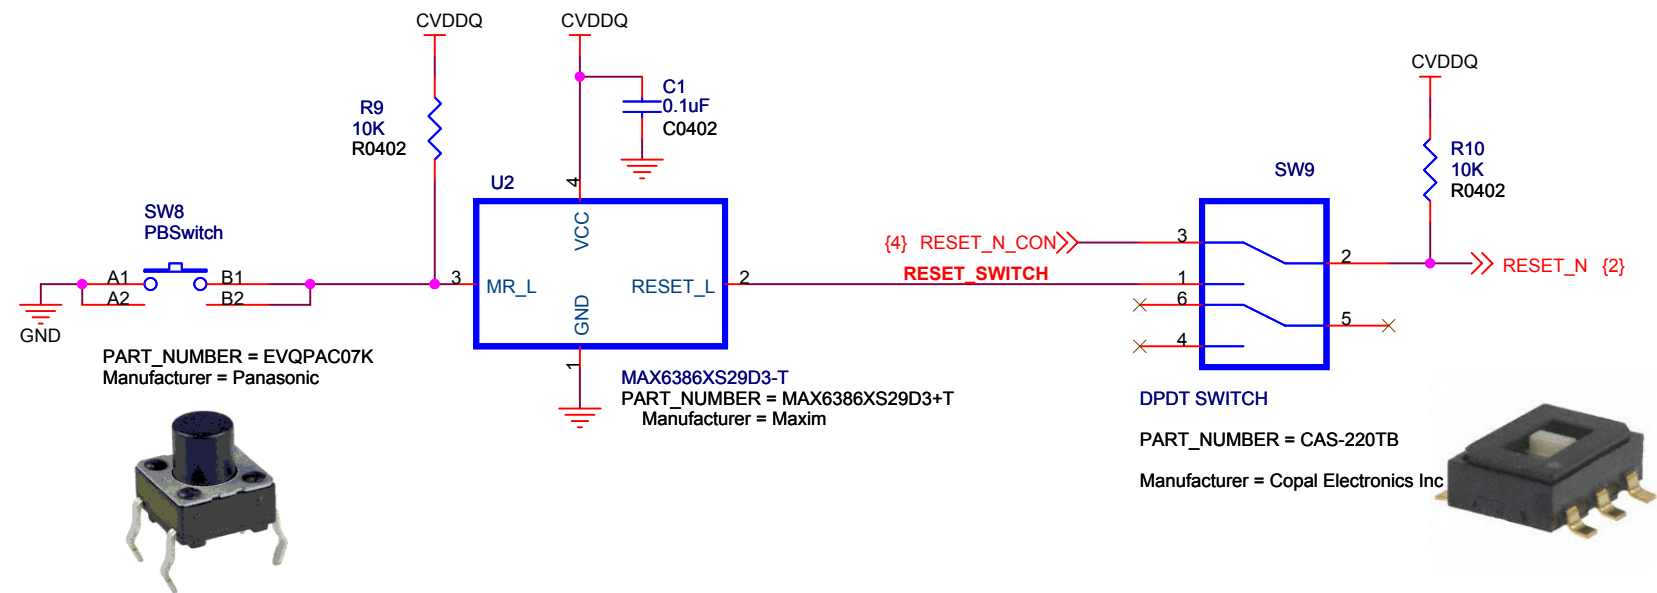 CVDDQ
CVDDQ
CVDDQ
R9
10K
R0402
C1
0.1uF
C0402
R10
10K
R0402
SW8
PBSwitch
A1
A2
B1
B2
GND
PART_NUMBER = EVQPAC07K
Manufacturer = Panasonic
U2
4
VCC
3
MR_L
RESET_L
2
GND
1
MAX6386XS29D3-T
PART_NUMBER = MAX6386XS29D3+T
Manufacturer = Maxim
{4} RESET_N_CON
RESET_SWITCH
SW9
3
1
6
4
2
5
RESET_N {2}
DPDT SWITCH
PART_NUMBER = CAS-220TB
Manufacturer = Copal Electronics Inc